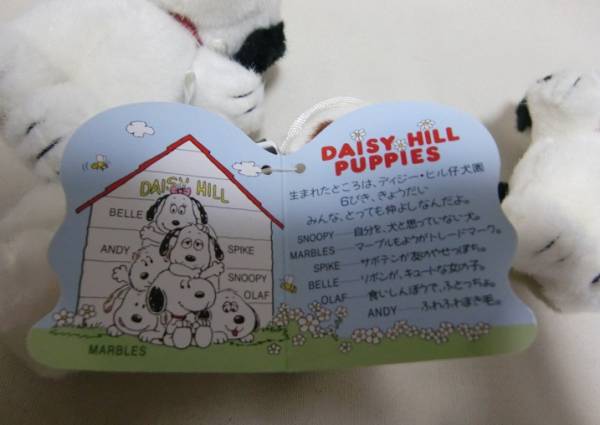 DAISY HILL
BELLE
ANDY
SPIKE
SNOOPY
OLAF
MARBLES
DAISY HILL
PUPPIES
生まれたところは、デイジー・ヒル仔犬園
6ぴき、きょうだい
みんな、とっても仲よしなんだよ。
SNOOPY 自分を、犬と思っていない犬。
MARBLES マーブルもようがトレードマーク。
SPIKE サボテンが友のやせっぽち。
BELLE リボンが、キュートな女の子。
OLAF 食いしんぼうで、ふとっちょ。
ANDY ふわふわまき毛。